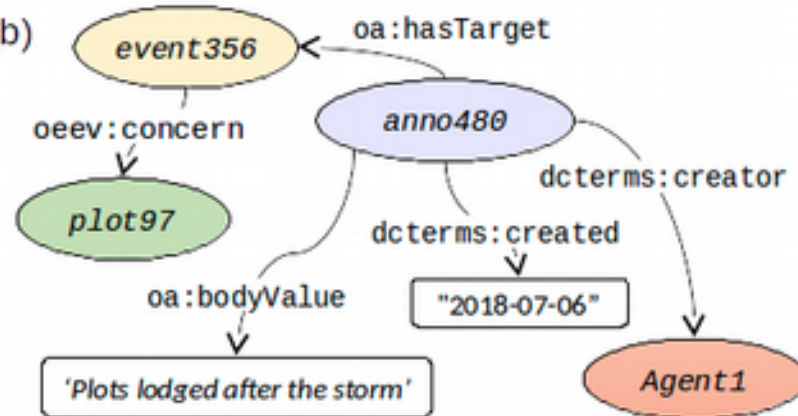 b)
event356
oa:hasTarget
anno480
oeev:concern
dcterms:creator
plot97
dcterms:created
oa:bodyValue
"2018-07-06”
‘Plots lodged after the storm’
Agent1